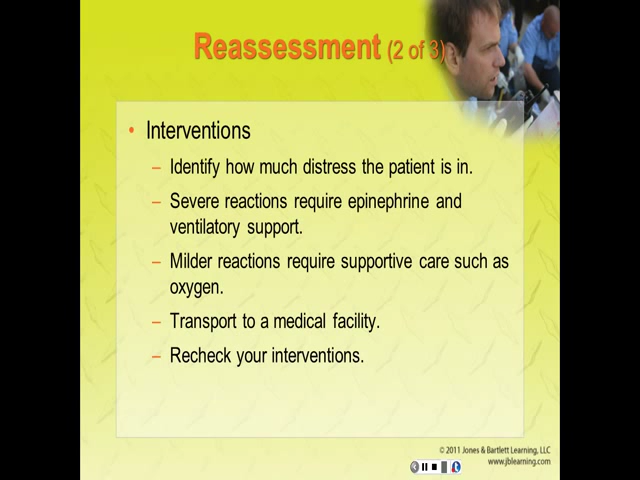 Reassessment (2 of 3)
• Interventions
– Identify how much distress the patient is in.
– Severe reactions require epinephrine and
ventilatory support.
– Milder reactions require supportive care such as
oxygen.
– Transport to a medical facility.
– Recheck your interventions.
© 2011 Jones & Bartlett Learning, LLC
www.jblearning.com